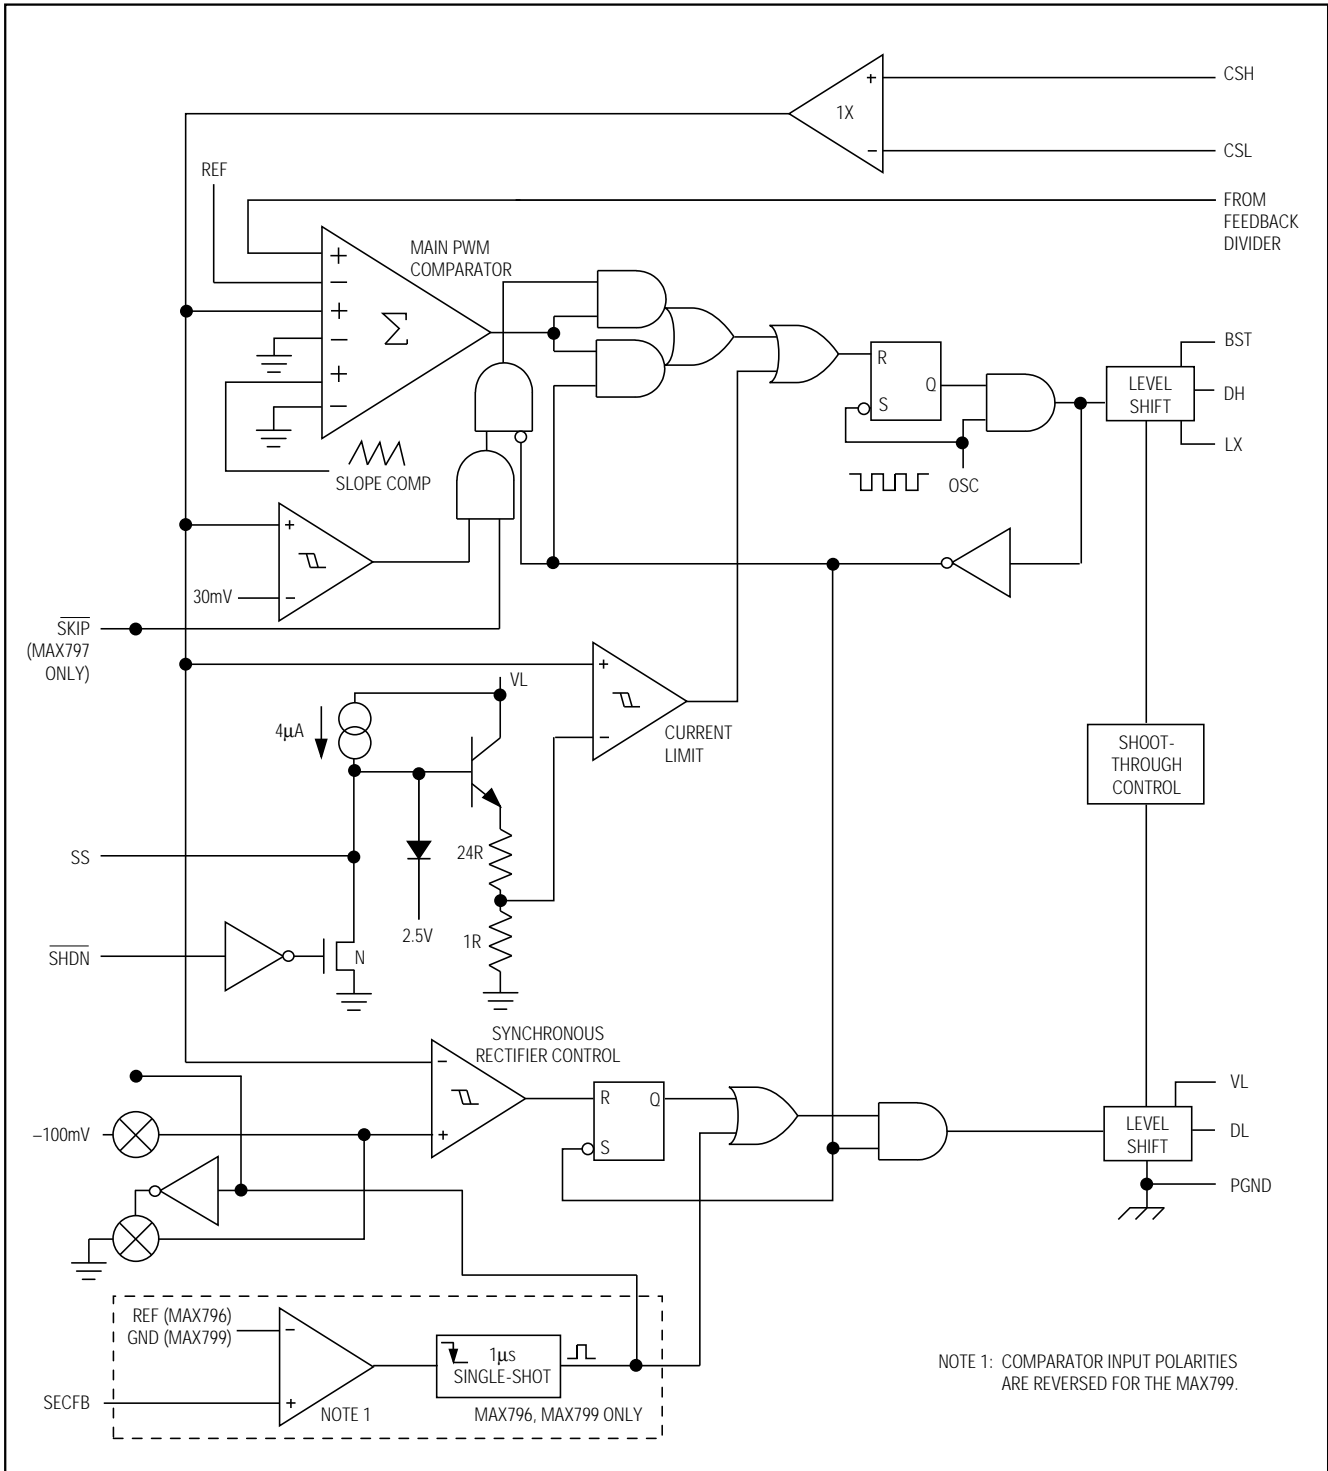 CSH
+
1X
−
CSL
REF
FROM
FEEDBACK
DIVIDER
MAIN PWM
COMPARATOR
+
−
+
−
+
−
Σ
SLOPE COMP
R
Q
S
OSC
BST
LEVEL
SHIFT
DH
LX
+
30mV
−
SKIP
(MAX797
ONLY)
VL
4µA
+
−
CURRENT
LIMIT
SHOOT-
THROUGH
CONTROL
SS
24R
2.5V
1R
SHDN
N
SYNCHRONOUS
RECTIFIER CONTROL
−
+
–100mV
R
Q
S
VL
LEVEL
SHIFT
DL
PGND
REF (MAX796)
GND (MAX799)
−
1µs
SINGLE-SHOT
SECFB
+
NOTE 1
MAX796, MAX799 ONLY
NOTE 1: COMPARATOR INPUT POLARITIES
ARE REVERSED FOR THE MAX799.